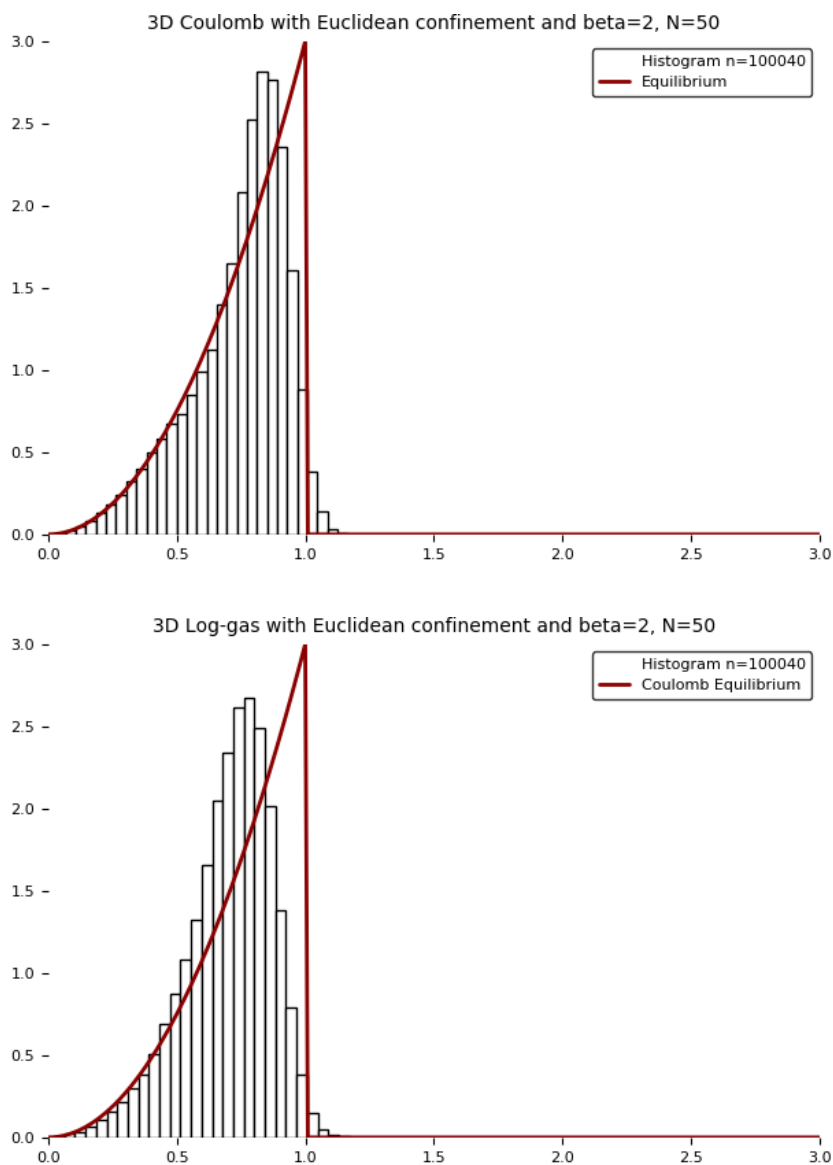 3D Coulomb with Euclidean confinement and beta=2, N=50
3.0
Histogram n=100040
Equilibrium
2.5
2.0
1.5
1.0
0.5
0.0
0.0 0.5 1.0 1.5 2.0 2.5 3.0
3D Log-gas with Euclidean confinement and beta=2, N=50
3.0
Histogram n=100040
Coulomb Equilibrium
2.5
2.0
1.5
1.0
0.5
0.0
0.0 0.5 1.0 1.5 2.0 2.5 3.0